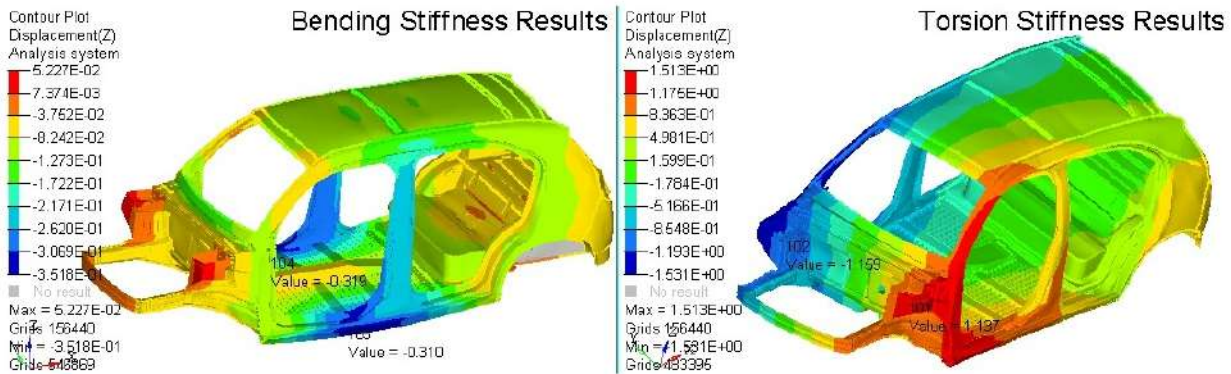 Contour Plot
Displacement(Z)
Analysis system
5.227E-02
7.374E-03
-3.752E-02
-8.242E-02
-1.273E-01
-1.722E-01
-2.171E-01
-2.620E-01
-3.069E-01
-3.518E-01
No result
Max = 5.227E-02
Grids 156440
Min = -3.518E-01
Grids 546869
Bending Stiffness Results
104
Value = -0.319
Value = -0.310
Z
X
Contour Plot
Displacement(Z)
Analysis system
1.513E+00
1.175E+00
8.363E-01
4.981E-01
1.599E-01
-1.784E-01
-5.166E-01
-8.548E-01
-1.193E+00
-1.531E+00
No result
Max = 1.513E+00
Grids 156440
Min = -1.531E+00
Grids 433395
Torsion Stiffness Results
102
Value = -1.159
Value = 1.137